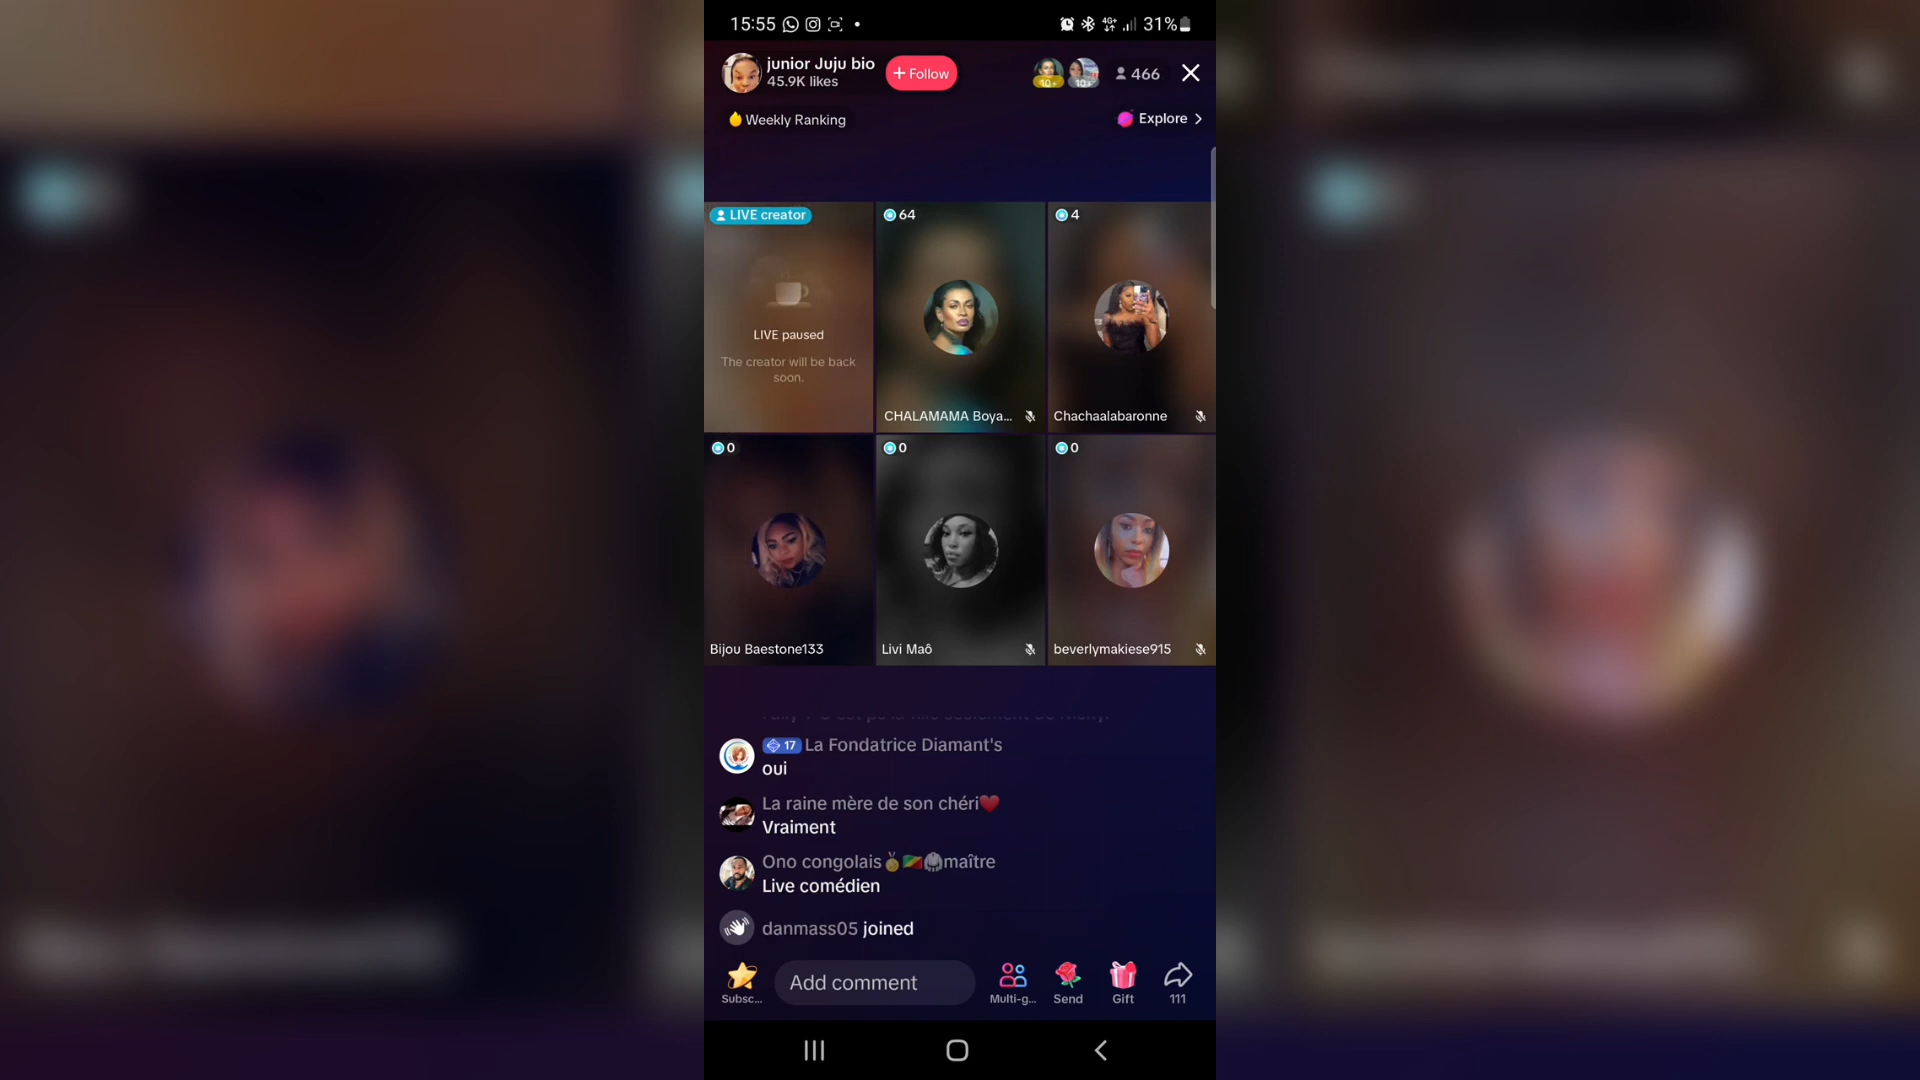 15:55
4G+
31%
junior Juju bio
45.9K likes
+ Follow
10+
10+
466
Weekly Ranking
Explore
LIVE creator
64
4
LIVE paused
The creator will be back
soon.
CHALAMAMA Boya...
Chachaalabaronne
0
0
0
Bijou Baestone133
Livi Maô
beverlymakiese915
17 La Fondatrice Diamant's
oui
La raine mère de son chéri❤️
Vraiment
Ono congolais🏅🇨🇬🥋maître
Live comédien
danmass05 joined
Add comment
Subsc...
Multi-g...
Send
Gift
111